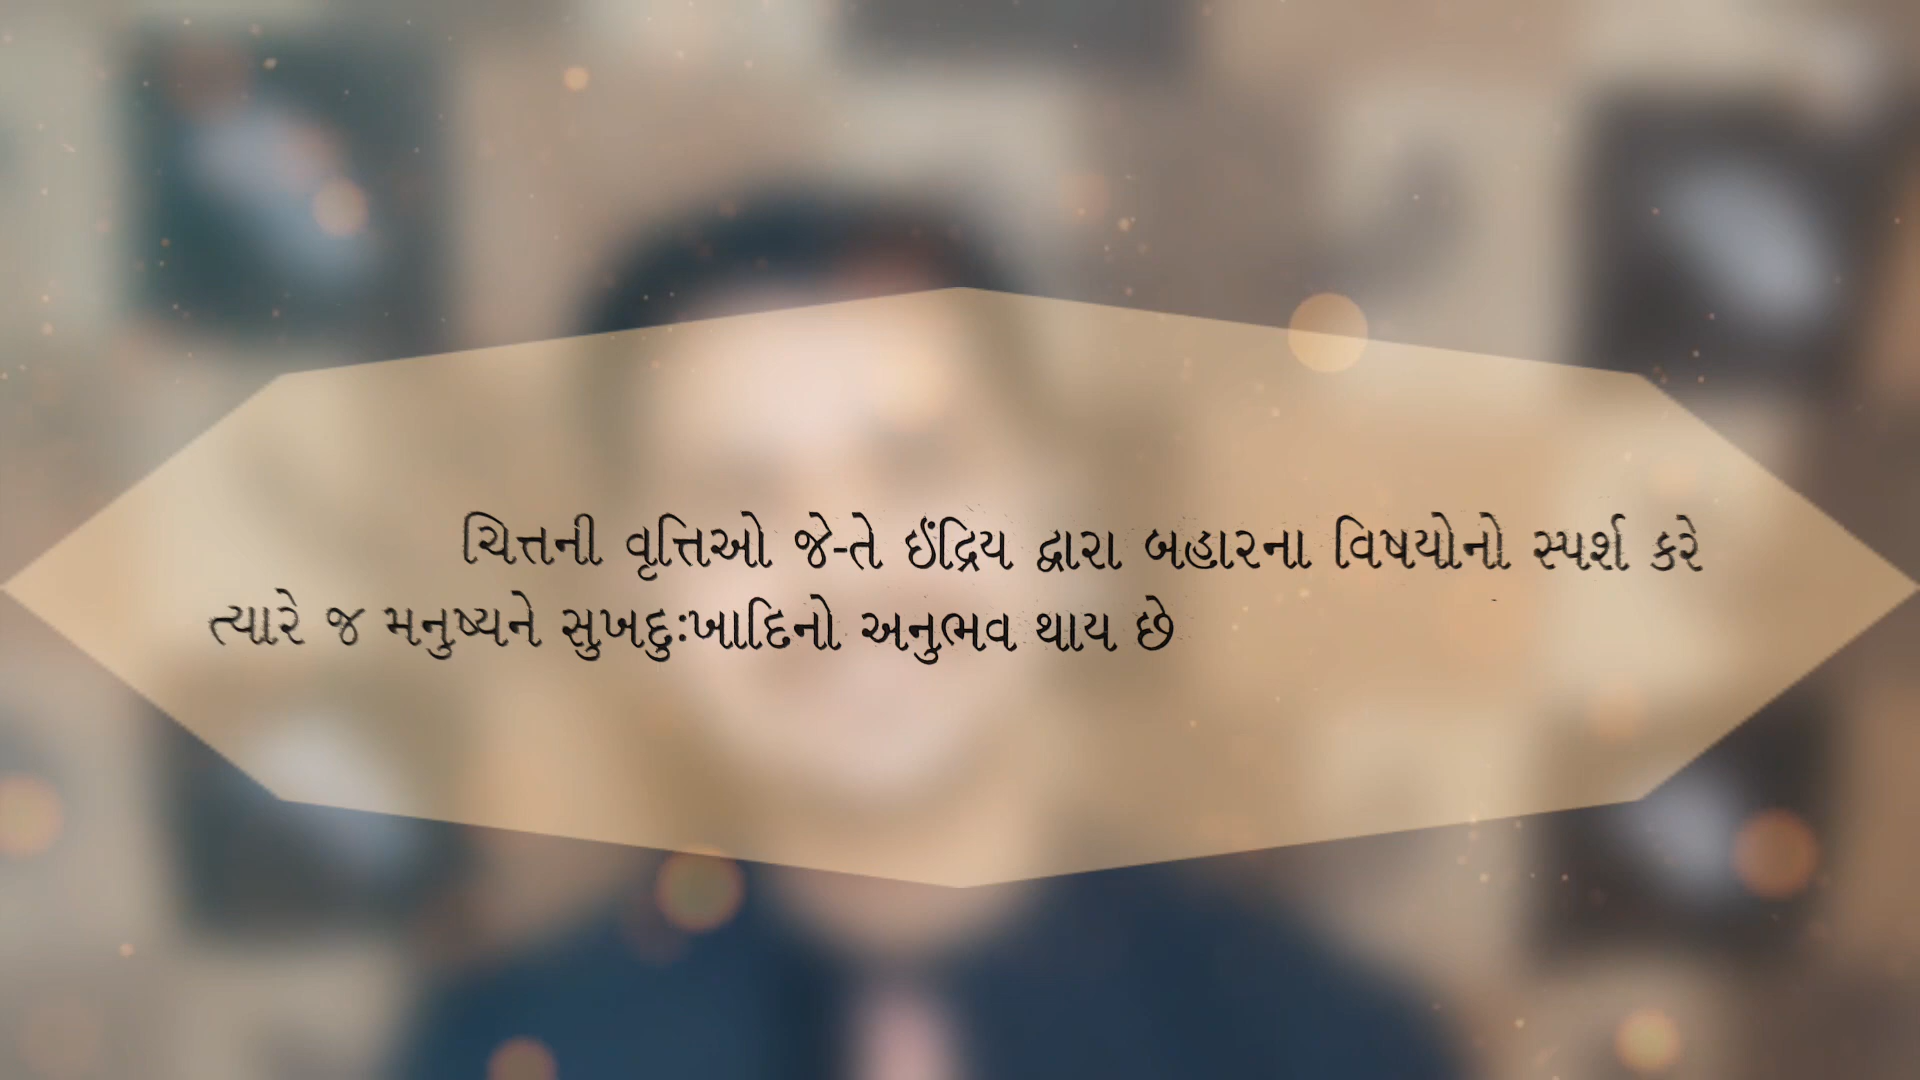 ચિત્તની વૃત્તિઓ જે-તે ઈંદ્રિય દ્વારા બહારના વિષયોનો સ્પર્શ કરે
ત્યારે જ મનુષ્યને સુખદુઃખાદિનો અનુભવ થાય છે